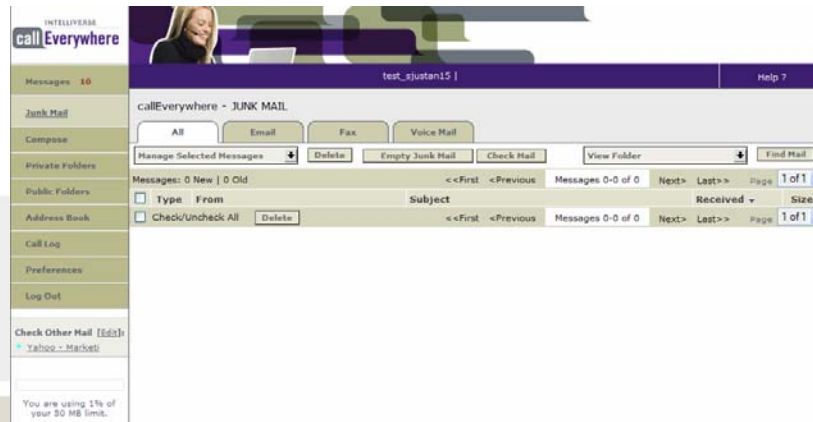 INTELLIVERSE
call Everywhere
test_sjustan15 |
Help ?
Messages 10
Junk Mail
Compose
Private Folders
Public Folders
Address Book
Call Log
Preferences
Log Out
Check Other Mail [Edit]:
Yahoo - Marketi
You are using 1% of
your 50 MB limit.
callEverywhere - JUNK MAIL
All Email Fax Voice Mail
Manage Selected Messages Delete Empty Junk Mail Check Mail View Folder Find Mail
Messages: 0 New | 0 Old <<First <Previous Messages 0-0 of 0 Next> Last>> Page 1 of 1
Type From Subject Received Size
Check/Uncheck All Delete <<First <Previous Messages 0-0 of 0 Next> Last>> Page 1 of 1